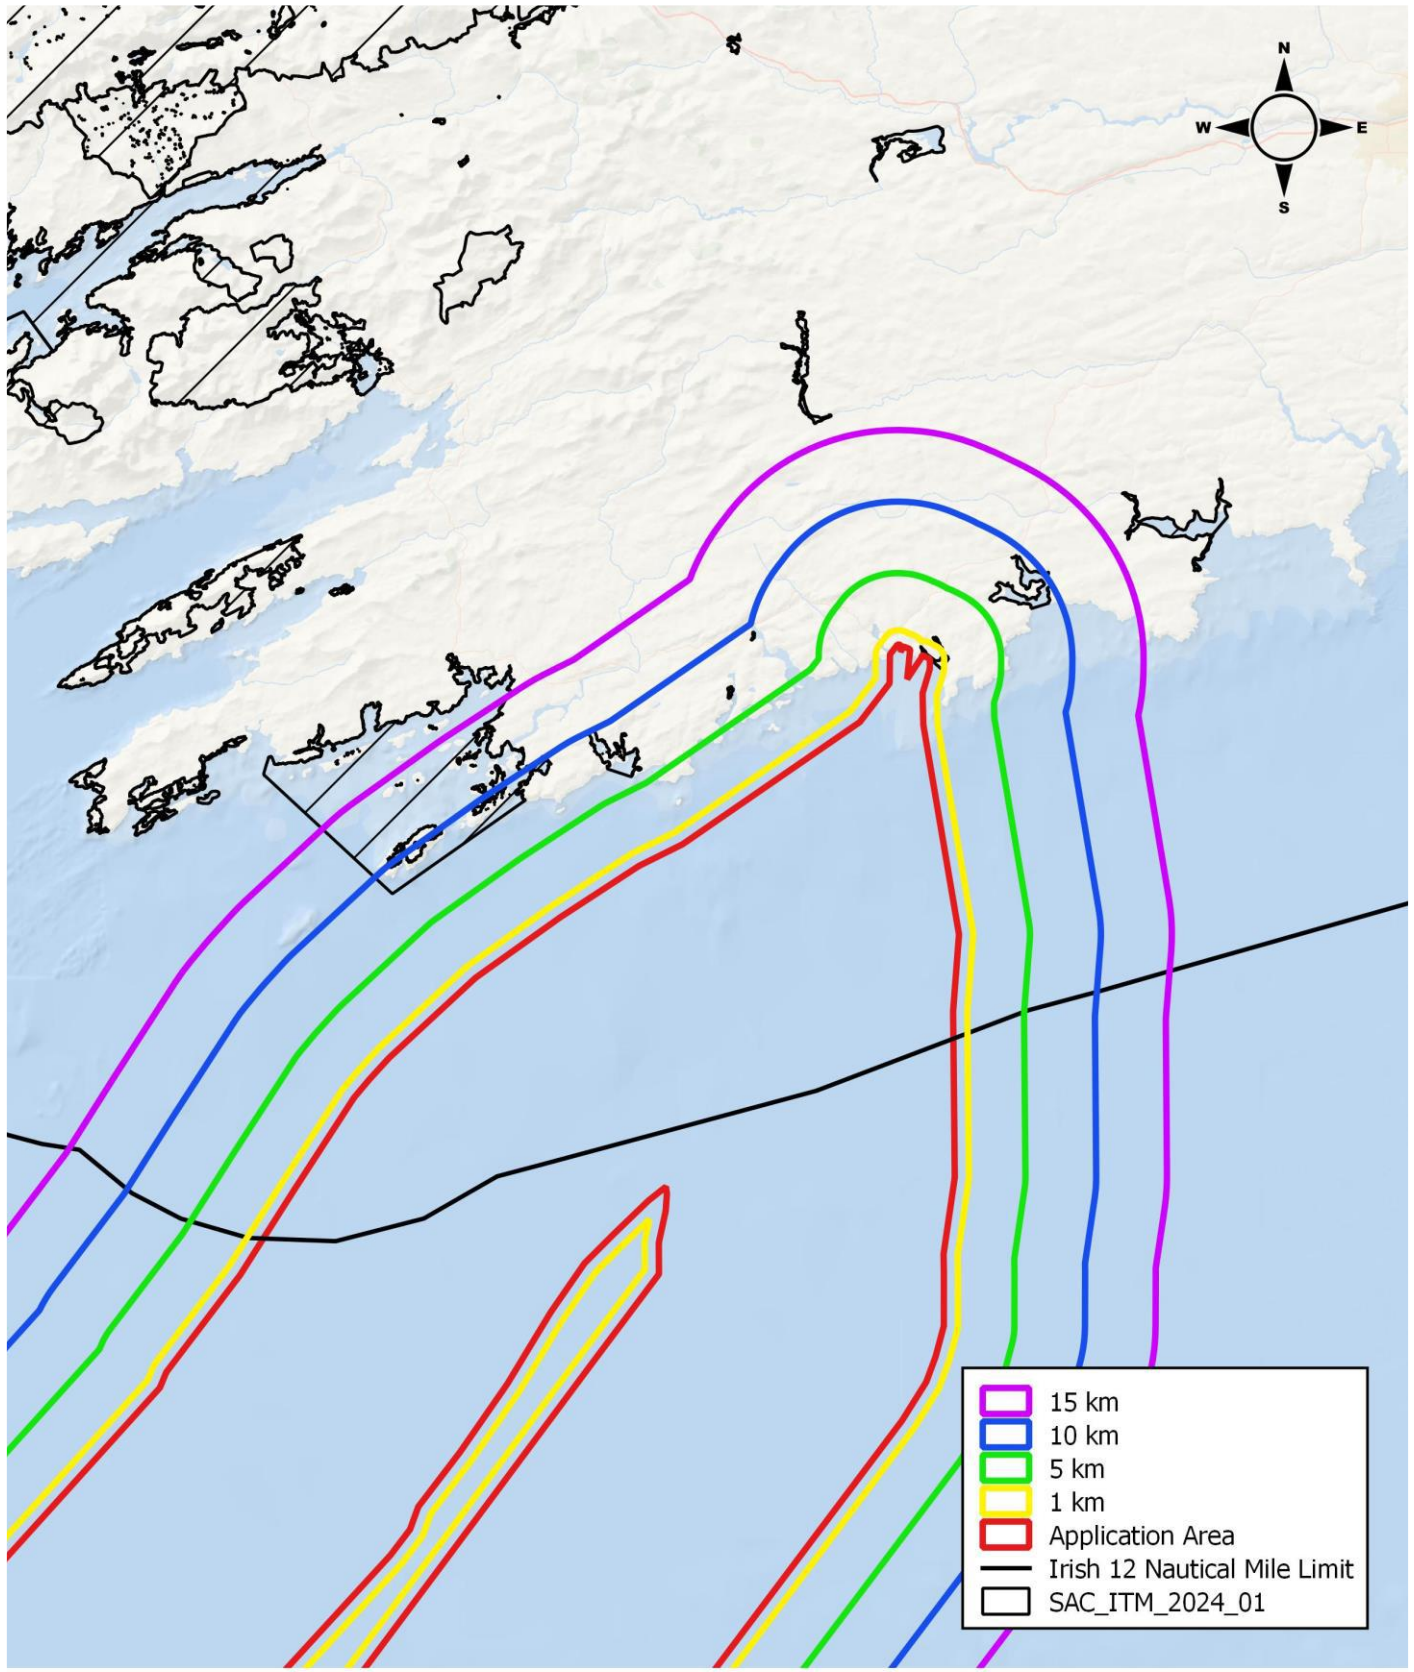 N
W E
S
15 km
10 km
5 km
1 km
Application Area
Irish 12 Nautical Mile Limit
SAC_ITM_2024_01